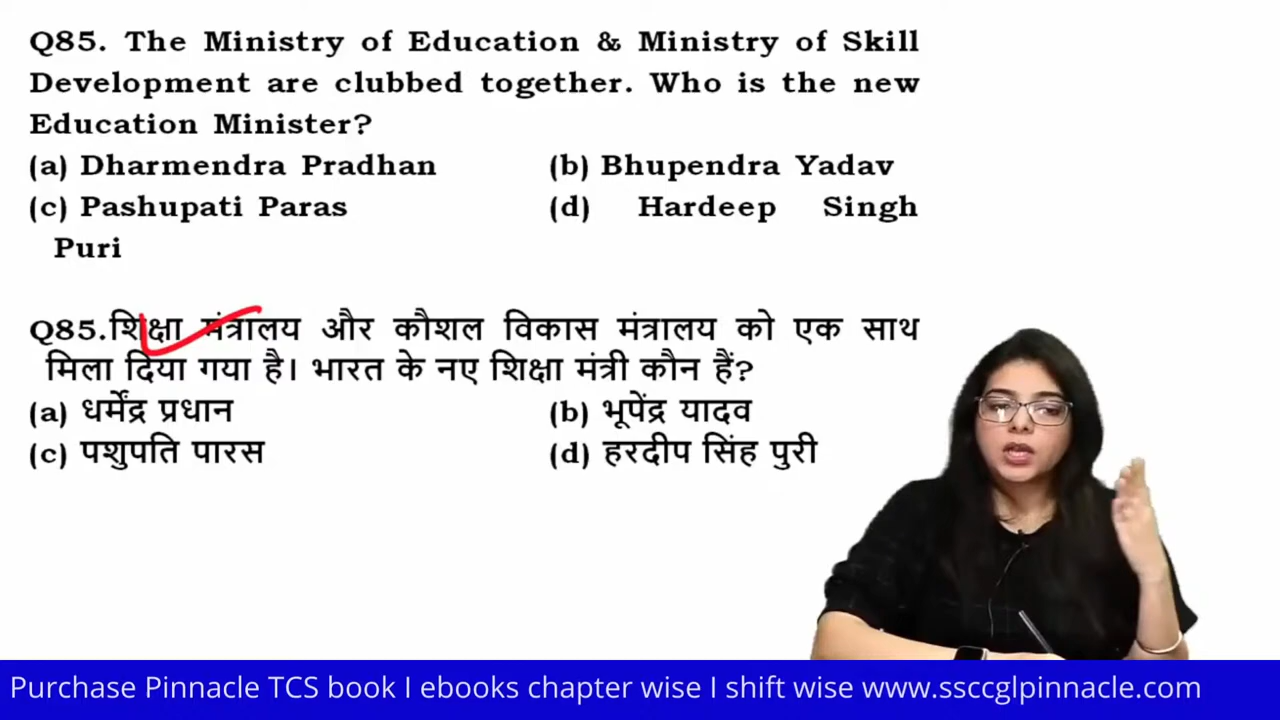 Q85. The Ministry of Education & Ministry of Skill
Development are clubbed together. Who is the new
Education Minister?
(a) Dharmendra Pradhan (b) Bhupendra Yadav
(c) Pashupati Paras (d) Hardeep Singh
Puri
Q85.शिक्षा मंत्रालय और कौशल विकास मंत्रालय को एक साथ
मिला दिया गया है। भारत के नए शिक्षा मंत्री कौन हैं?
(a) धर्मेंद्र प्रधान (b) भूपेंद्र यादव
(c) पशुपति पारस (d) हरदीप सिंह पुरी
Purchase Pinnacle TCS book I ebooks chapter wise I shift wise www.ssccglpinnacle.com